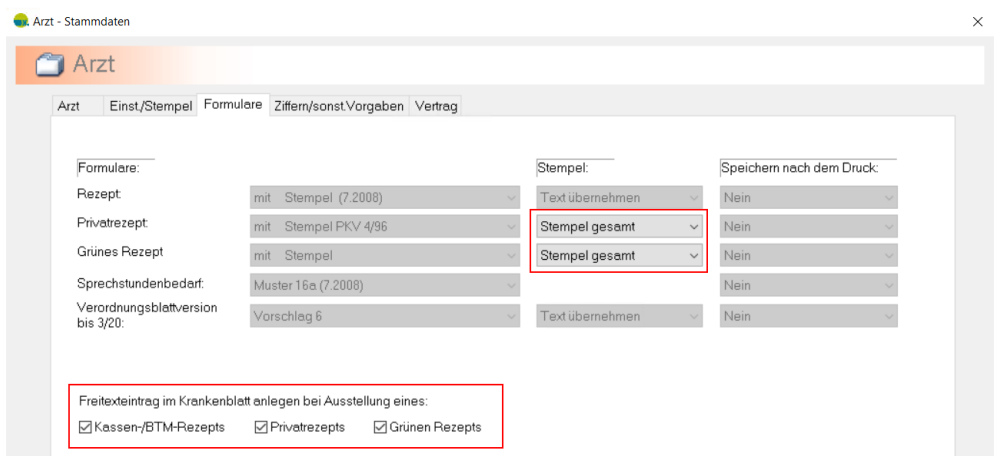 Arzt - Stammdaten
Arzt
Arzt Einst./Stempel Formulare Ziffern/sonst.Vorgaben Vertrag
Formulare: Stempel: Speichern nach dem Druck:
Rezept: mit Stempel (7.2008) Text übernehmen Nein
Privatrezept: mit Stempel PKV 4/96 Stempel gesamt Nein
Grünes Rezept mit Stempel Stempel gesamt Nein
Sprechstundenbedarf: Muster 16a (7.2008) Nein
Verordnungsblattversion
bis 3/20: Vorschlag 6 Text übernehmen Nein
Freitexteintrag im Krankenblatt anlegen bei Ausstellung eines:
Kassen-/BTM-Rezepts Privatrezepts Grünen Rezepts